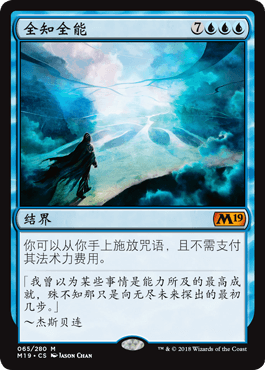 全知全能 7
结界 M19
你可以从你手上施放咒语，且不需支付
其法术力费用。
「我曾以为某些事情是能力所及的最高成
就，殊不知那只是向无尽未来探出的最初
几步。」
～杰斯贝连
065/280 M
M19 • CS Jason Chan
™ & © 2018 Wizards of the Coast